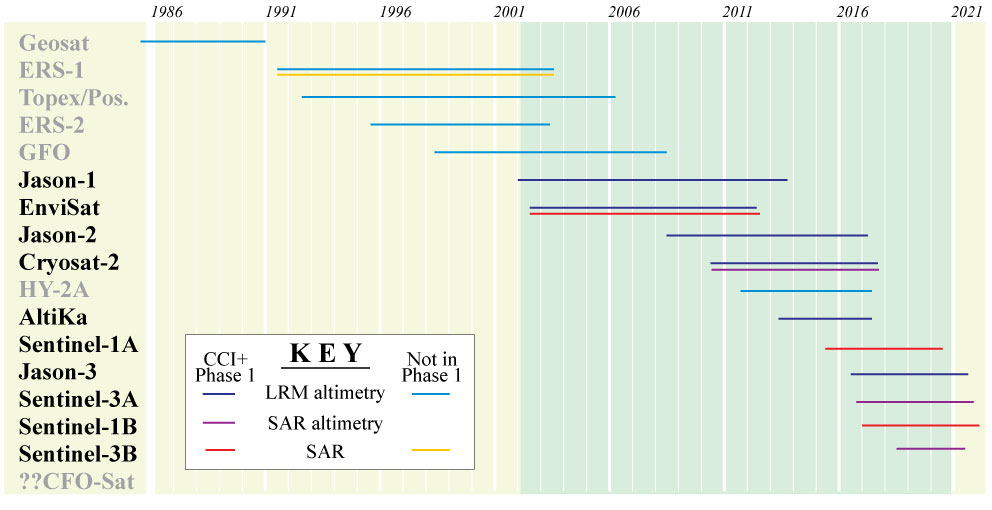 1986 1991 1996 2001 2006 2011 2016 2021
Geosat
ERS-1
Topex/Pos.
ERS-2
GFO
Jason-1
EnviSat
Jason-2
Cryosat-2
HY-2A
AltiKa
Sentinel-1A
Jason-3
Sentinel-3A
Sentinel-1B
Sentinel-3B
??CFO-Sat
CCI+
Phase 1
KEY
Not in
Phase 1
LRM altimetry
SAR altimetry
SAR